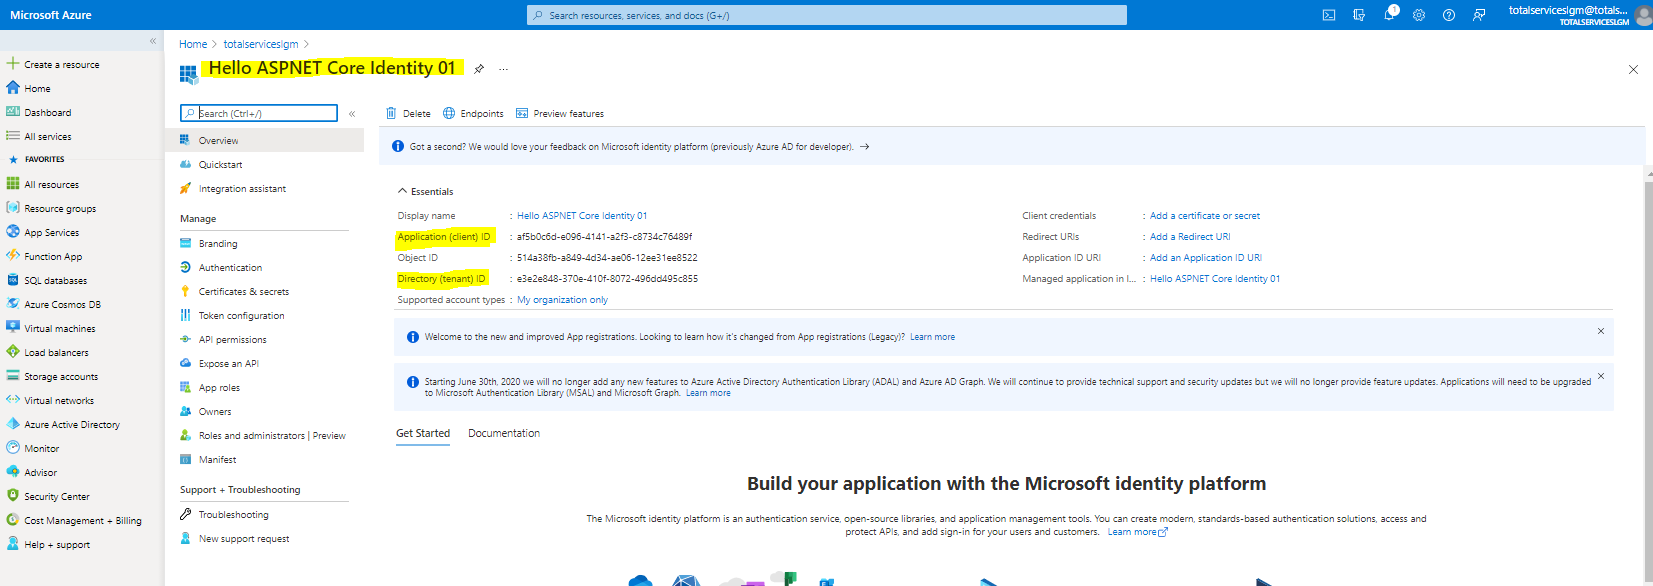 Microsoft Azure
Search resources, services, and docs (G+/)
1
totalserviceslgm@totals...
TOTALSERVICESLGM
«
Create a resource
Home
Dashboard
All services
FAVORITES
All resources
Resource groups
App Services
Function App
SQL databases
Azure Cosmos DB
Virtual machines
Load balancers
Storage accounts
Virtual networks
Azure Active Directory
Monitor
Advisor
Security Center
Cost Management + Billing
Help + support
Home > totalserviceslgm >
Hello ASPNET Core Identity 01
...
Search (Ctrl+/)
«
Overview
Quickstart
Integration assistant
Manage
Branding
Authentication
Certificates & secrets
Token configuration
API permissions
Expose an API
App roles
Owners
Roles and administrators | Preview
Manifest
Support + Troubleshooting
Troubleshooting
New support request
Delete
Endpoints
Preview features
Got a second? We would love your feedback on Microsoft identity platform (previously Azure AD for developer). →
Essentials
Display name : Hello ASPNET Core Identity 01
Application (client) ID : af5b0c6d-e096-4141-a2f3-c8734c76489f
Object ID : 514a38fb-a849-4d34-ae06-12ee31ee8522
Directory (tenant) ID : e3e2e848-370e-410f-8072-496dd495c855
Supported account types : My organization only
Client credentials : Add a certificate or secret
Redirect URIs : Add a Redirect URI
Application ID URI : Add an Application ID URI
Managed application in l... : Hello ASPNET Core Identity 01
Welcome to the new and improved App registrations. Looking to learn how it's changed from App registrations (Legacy)? Learn more
Starting June 30th, 2020 we will no longer add any new features to Azure Active Directory Authentication Library (ADAL) and Azure AD Graph. We will continue to provide technical support and security updates but we will no longer provide feature updates. Applications will need to be upgraded
to Microsoft Authentication Library (MSAL) and Microsoft Graph. Learn more
Get Started
Documentation
Build your application with the Microsoft identity platform
The Microsoft identity platform is an authentication service, open-source libraries, and application management tools. You can create modern, standards-based authentication solutions, access and
protect APIs, and add sign-in for your users and customers. Learn more